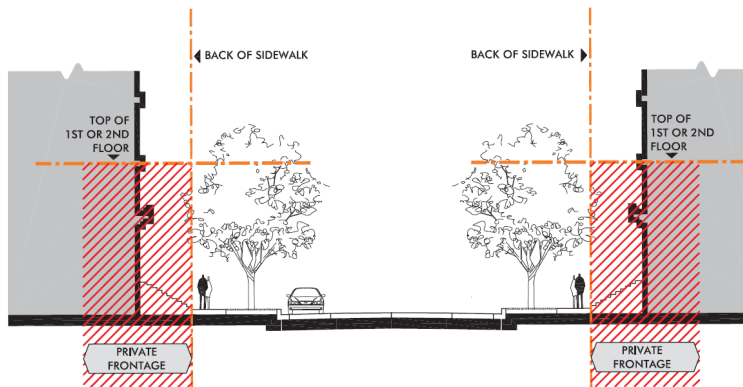 BACK OF SIDEWALK
BACK OF SIDEWALK
TOP OF
1ST OR 2ND
FLOOR
TOP OF
1ST OR 2ND
FLOOR
PRIVATE
FRONTAGE
PRIVATE
FRONTAGE